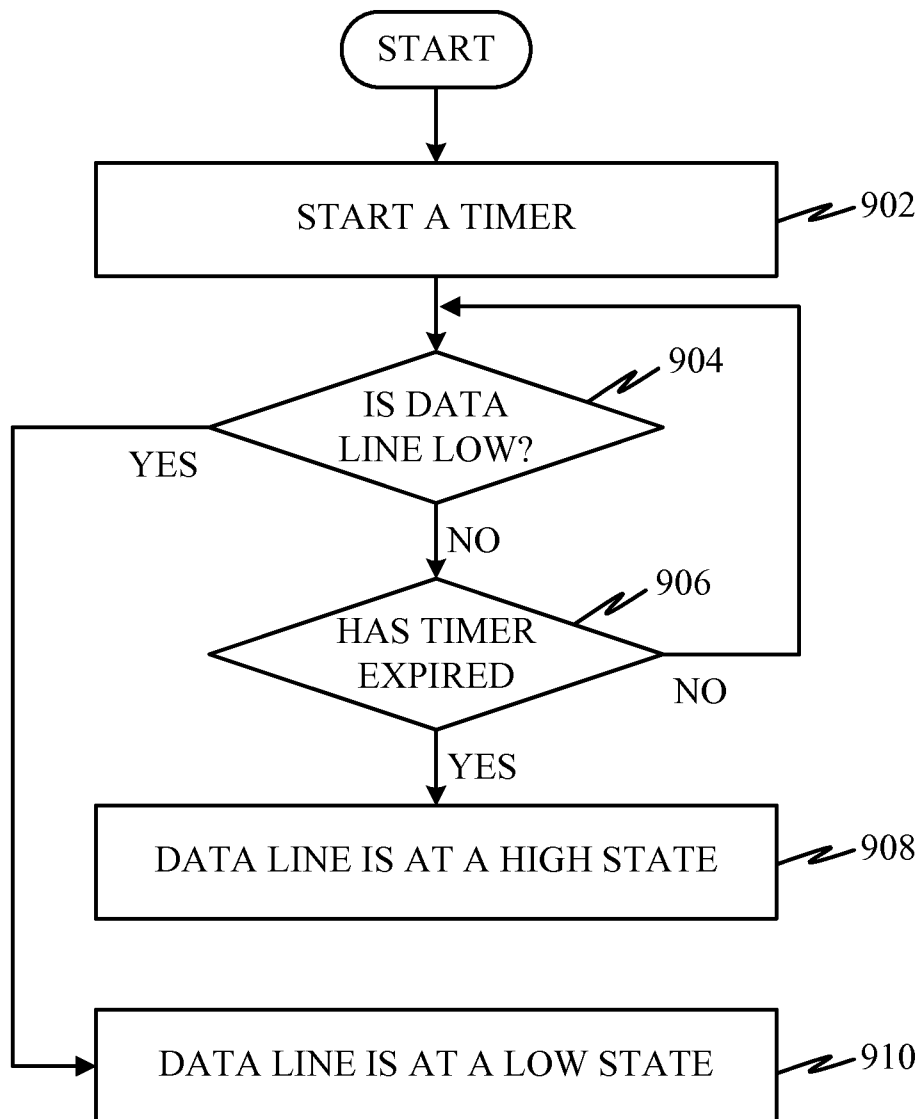 START
START A TIMER
902
904
IS DATA
LINE LOW?
YES
NO
906
HAS TIMER
EXPIRED
NO
YES
DATA LINE IS AT A HIGH STATE
908
DATA LINE IS AT A LOW STATE
910